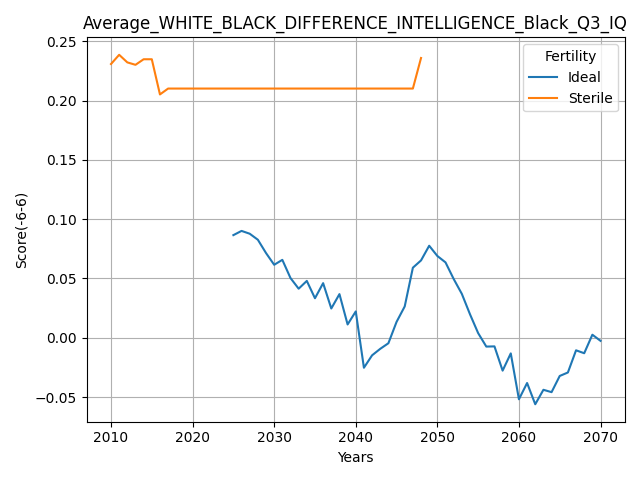 Average_WHITE_BLACK_DIFFERENCE_INTELLIGENCE_Black_Q3_IQ
Fertility
Ideal
Sterile
Score(-6-6)
0.25
0.20
0.15
0.10
0.05
0.00
−0.05
2010 2020 2030 2040 2050 2060 2070
Years